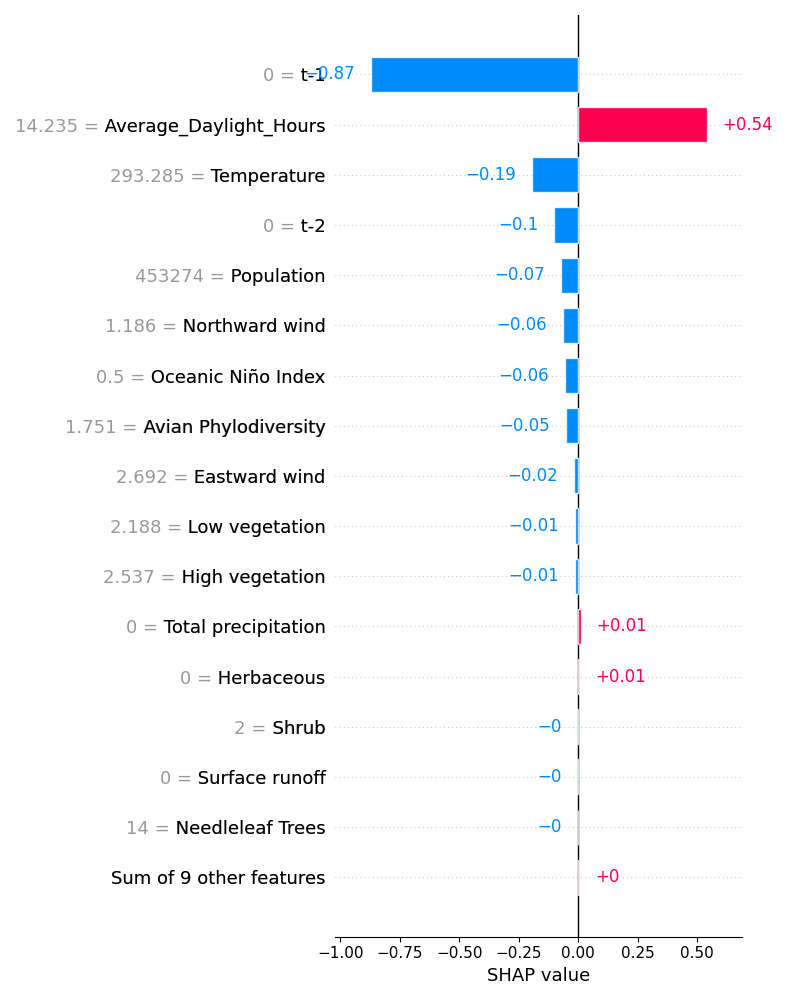 0 = t-1 −0.87
14.235 = Average_Daylight_Hours +0.54
293.285 = Temperature −0.19
0 = t-2 −0.1
453274 = Population −0.07
1.186 = Northward wind −0.06
0.5 = Oceanic Niño Index −0.06
1.751 = Avian Phylodiversity −0.05
2.692 = Eastward wind −0.02
2.188 = Low vegetation −0.01
2.537 = High vegetation −0.01
0 = Total precipitation +0.01
0 = Herbaceous +0.01
2 = Shrub −0
0 = Surface runoff −0
14 = Needleleaf Trees −0
Sum of 9 other features +0
−1.00 −0.75 −0.50 −0.25 0.00 0.25 0.50
SHAP value